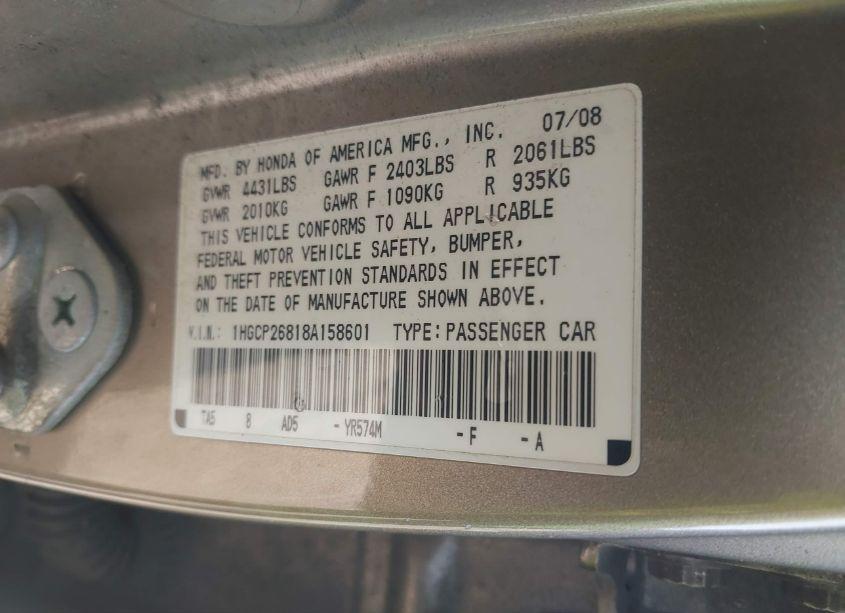 MFD. BY HONDA OF AMERICA MFG., INC. 07/08
GVWR 4431LBS GAWR F 2403LBS R 2061LBS
GVWR 2010KG GAWR F 1090KG R 935KG
THIS VEHICLE CONFORMS TO ALL APPLICABLE
FEDERAL MOTOR VEHICLE SAFETY, BUMPER,
AND THEFT PREVENTION STANDARDS IN EFFECT
ON THE DATE OF MANUFACTURE SHOWN ABOVE.
V.I.N.: 1HGCP26818A158601 TYPE: PASSENGER CAR
TA5 8 AD5 - YR574M - F - A